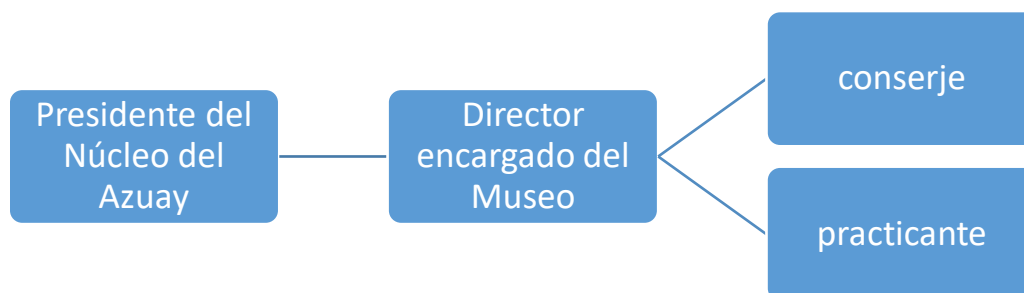 Presidente del
Núcleo del
Azuay
Director
encargado del
Museo
conserje
practicante